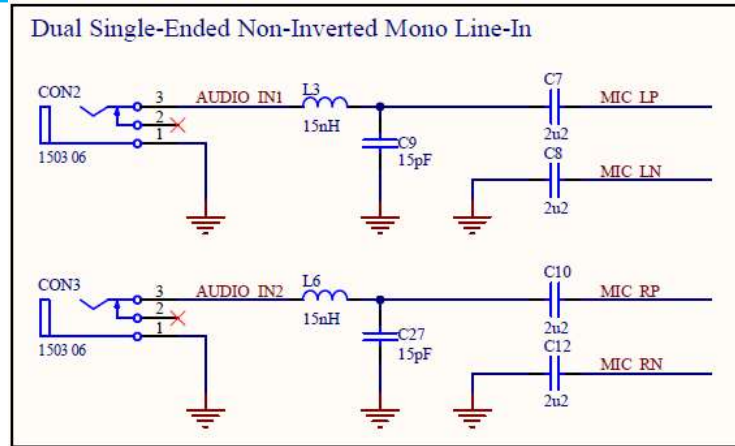 Dual Single-Ended Non-Inverted Mono Line-In
CON2
3
AUDIO IN1
L3
15nH
2
1
1503 06
C9
15pF
C7
2u2
MIC LP
C8
2u2
MIC LN
CON3
3
AUDIO IN2
L6
15nH
2
1
1503 06
C27
15pF
C10
2u2
MIC RP
C12
2u2
MIC RN